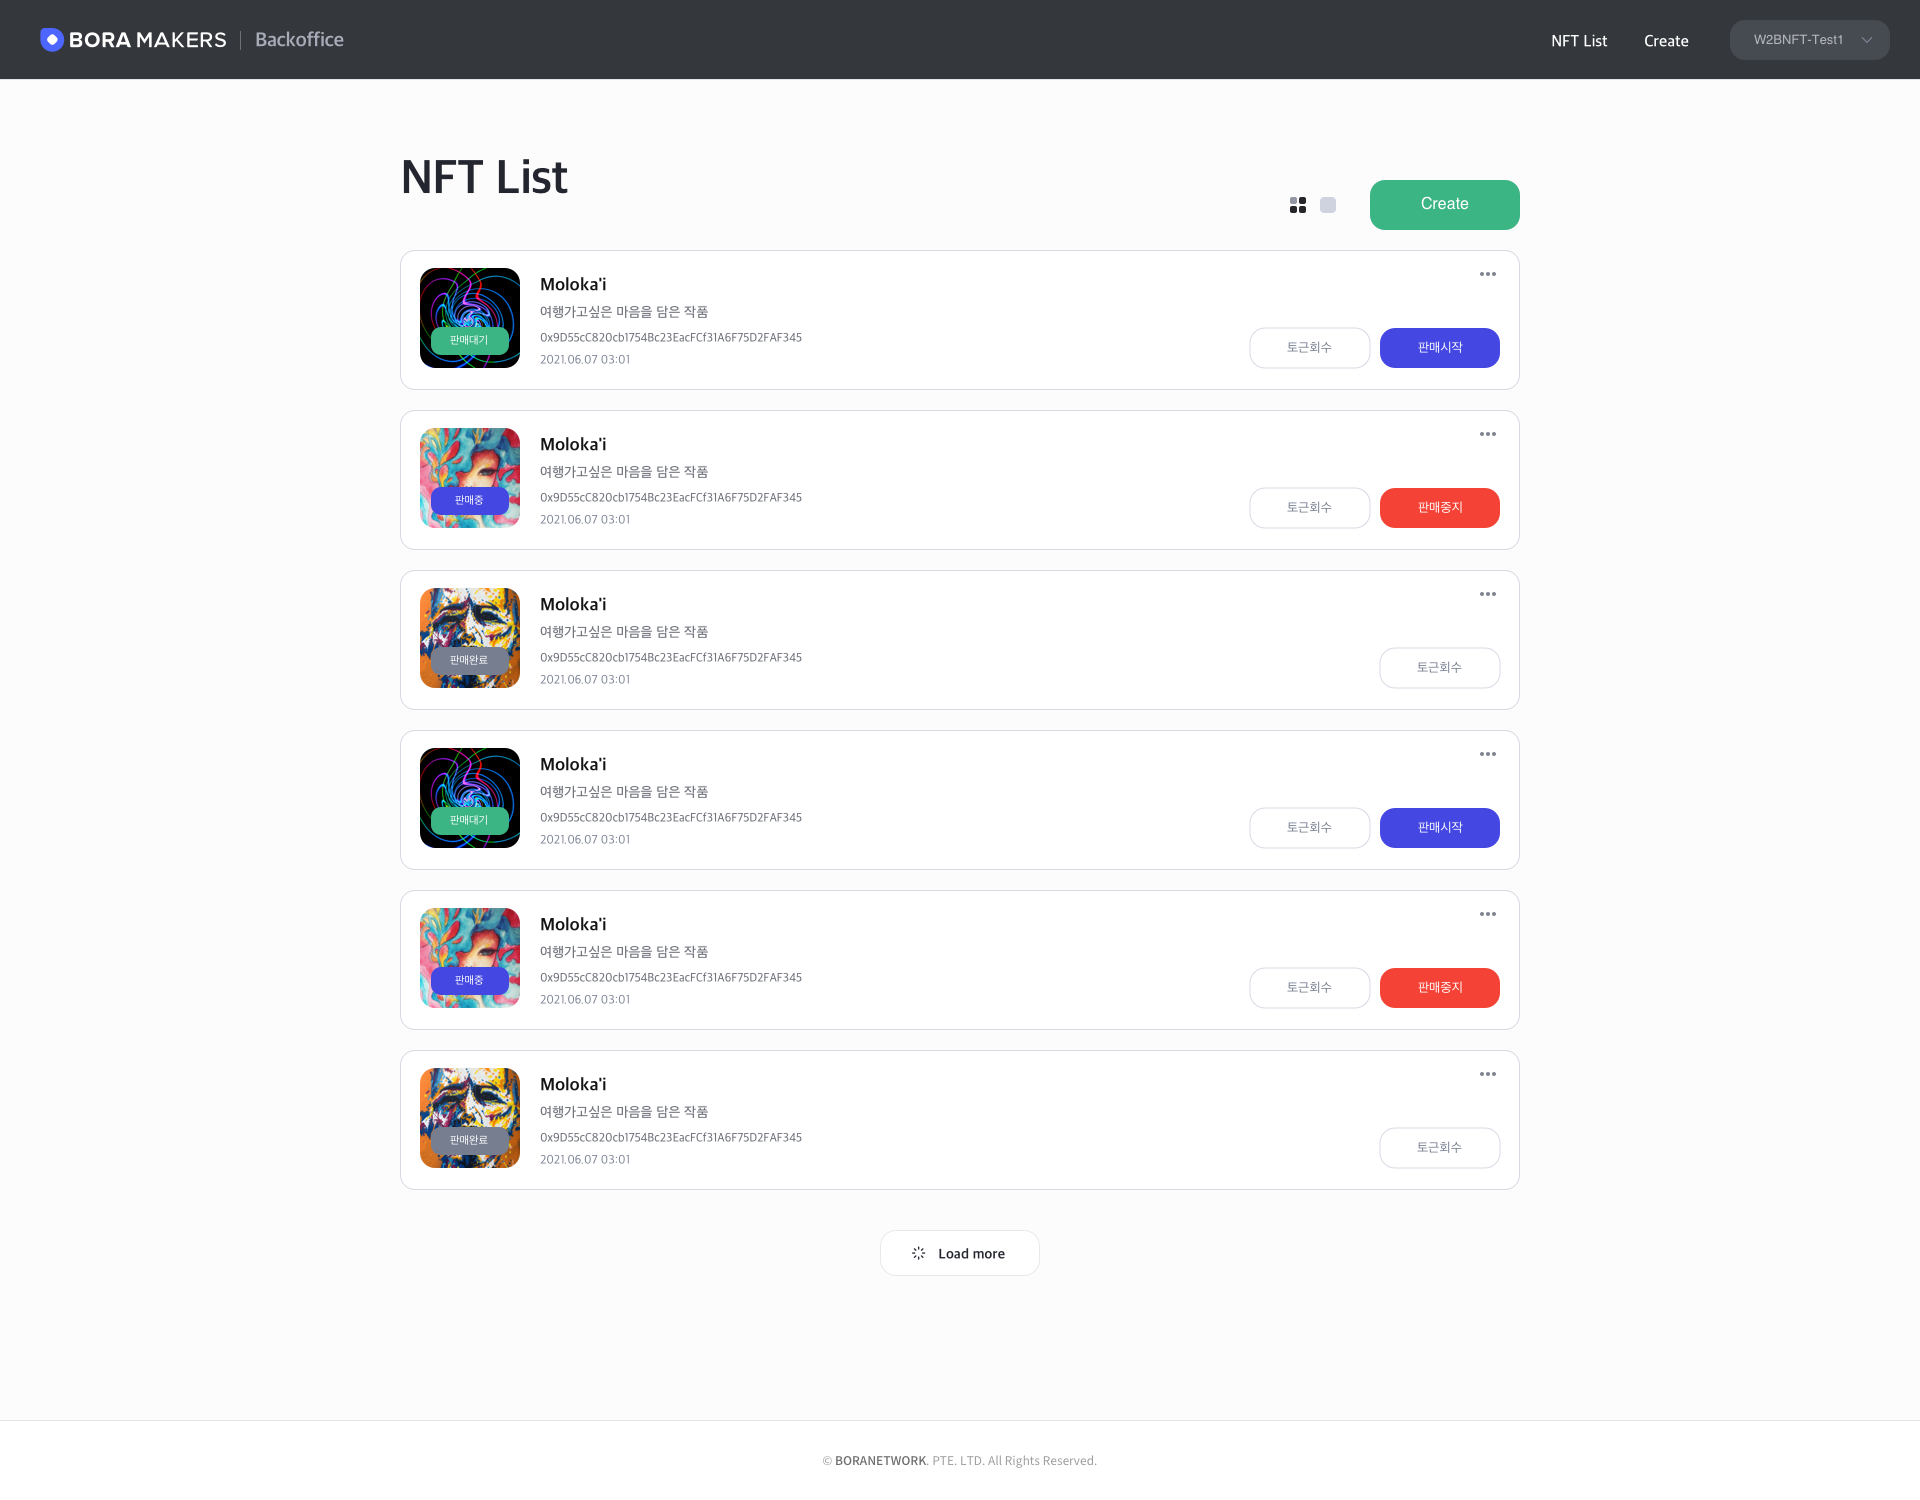 BORA MAKERS
Backoffice
NFT List
Create
W2BNFT-Test1
NFT List
Create
판매대기
Moloka'i
여행가고싶은 마음을 담은 작품
0x9D55cC820cb1754Bc23EacFCf31A6F75D2FAF345
2021.06.07 03:01
토근회수
판매시작
판매중
Moloka'i
여행가고싶은 마음을 담은 작품
0x9D55cC820cb1754Bc23EacFCf31A6F75D2FAF345
2021.06.07 03:01
토근회수
판매중지
판매완료
Moloka'i
여행가고싶은 마음을 담은 작품
0x9D55cC820cb1754Bc23EacFCf31A6F75D2FAF345
2021.06.07 03:01
토근회수
판매대기
Moloka'i
여행가고싶은 마음을 담은 작품
0x9D55cC820cb1754Bc23EacFCf31A6F75D2FAF345
2021.06.07 03:01
토근회수
판매시작
판매중
Moloka'i
여행가고싶은 마음을 담은 작품
0x9D55cC820cb1754Bc23EacFCf31A6F75D2FAF345
2021.06.07 03:01
토근회수
판매중지
판매완료
Moloka'i
여행가고싶은 마음을 담은 작품
0x9D55cC820cb1754Bc23EacFCf31A6F75D2FAF345
2021.06.07 03:01
토근회수
Load more
© BORANETWORK. PTE. LTD. All Rights Reserved.